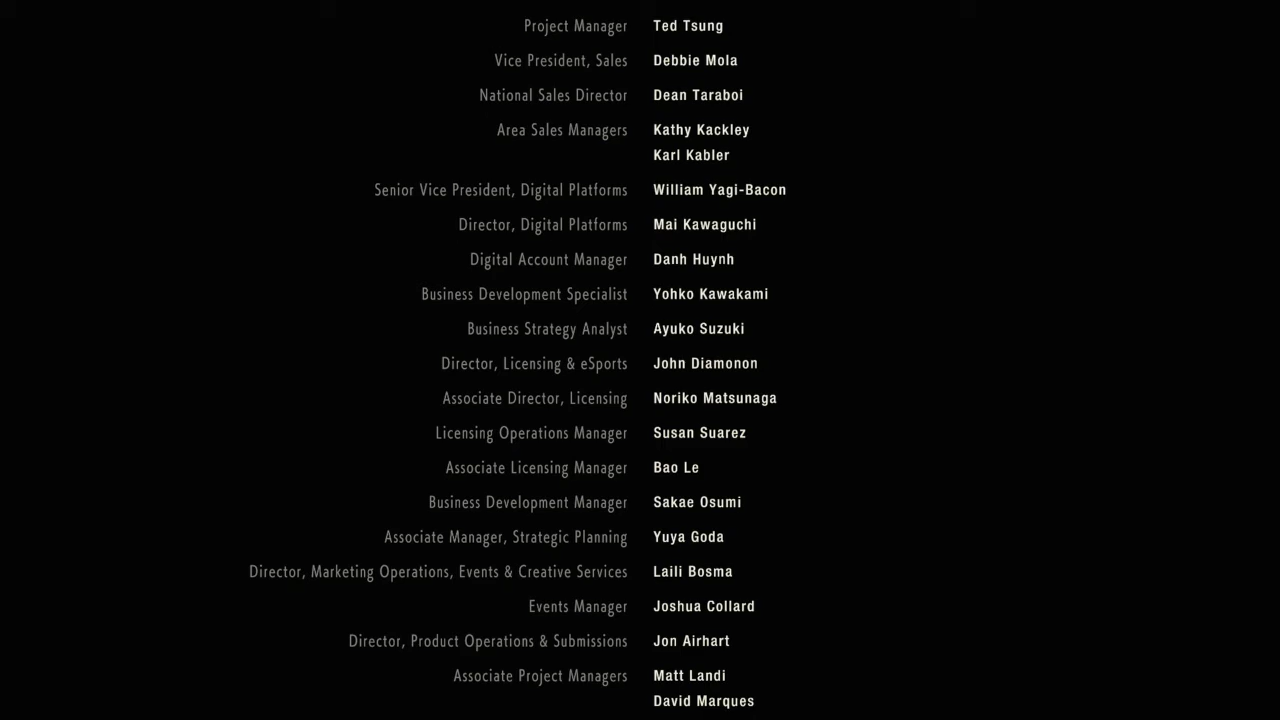 Project Manager Ted Tsung
Vice President, Sales Debbie Mola
National Sales Director Dean Taraboi
Area Sales Managers Kathy Kackley
Karl Kabler
Senior Vice President, Digital Platforms William Yagi-Bacon
Director, Digital Platforms Mai Kawaguchi
Digital Account Manager Danh Huynh
Business Development Specialist Yohko Kawakami
Business Strategy Analyst Ayuko Suzuki
Director, Licensing & eSports John Diamonon
Associate Director, Licensing Noriko Matsunaga
Licensing Operations Manager Susan Suarez
Associate Licensing Manager Bao Le
Business Development Manager Sakae Osumi
Associate Manager, Strategic Planning Yuya Goda
Director, Marketing Operations, Events & Creative Services Laili Bosma
Events Manager Joshua Collard
Director, Product Operations & Submissions Jon Airhart
Associate Project Managers Matt Landi
David Marques